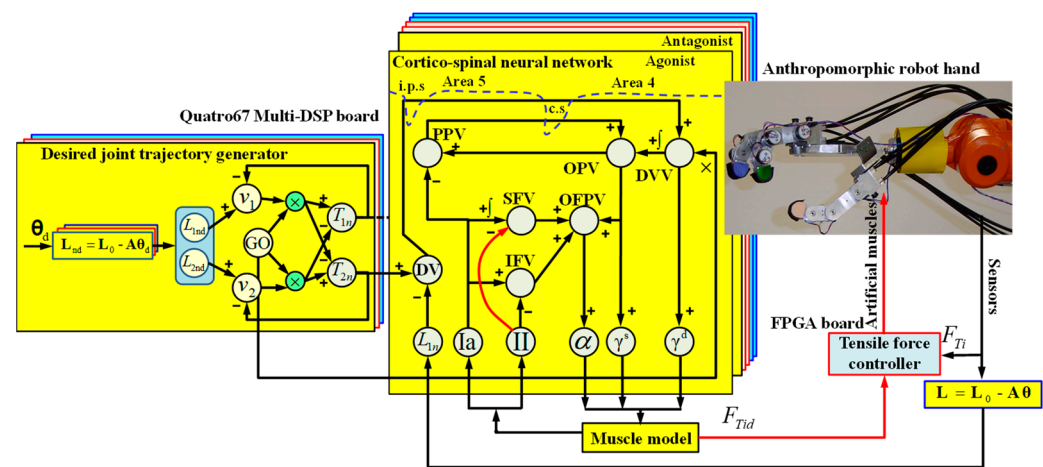 Antagonist
Cortico-spinal neural network
Agonist
i.p.s
Area 5
Area 4
c.s
Anthropomorphic robot hand
Quatro67 Multi-DSP board
Desired joint trajectory generator
PPV
+
+
+
+
-
+∫
OPV
DVV
×
θd
Lnd = L0 - Aθd
L1nd
L2nd
+
-
v1
×
+
-
T1n
GO
+
-
v2
×
-
+
T2n
SFV
OFPV
+∫
-
+
+
+
IFV
+
-
+
DV
-
L1n
Ia
II
α
γs
γd
+
+
+
Artificial muscles
Sensors
FPGA board
Tensile force
controller
FTi
L = L0 - Aθ
Muscle model
FTid